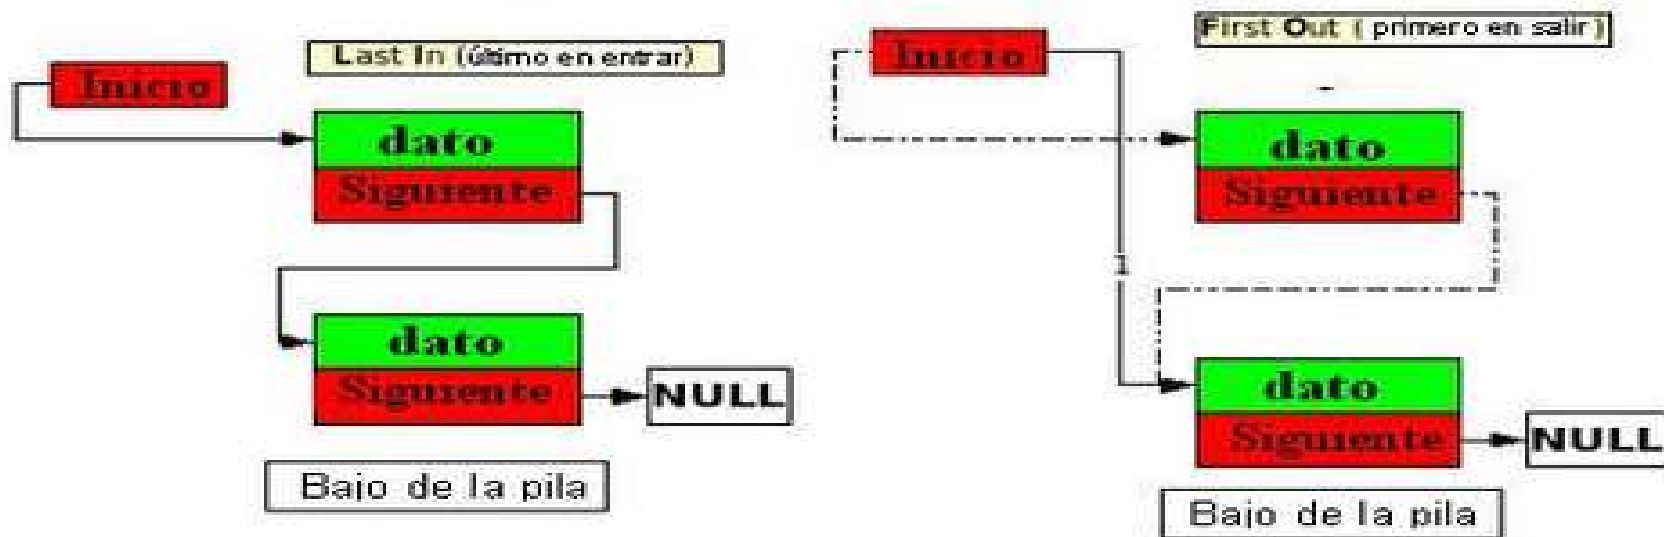 Last In (último en entrar)
Inicio
dato
Siguiente
dato
Siguiente
NULL
Bajo de la pila
First Out ( primero en salir )
Inicio
dato
Siguiente
1
dato
Siguiente
NULL
Bajo de la pila